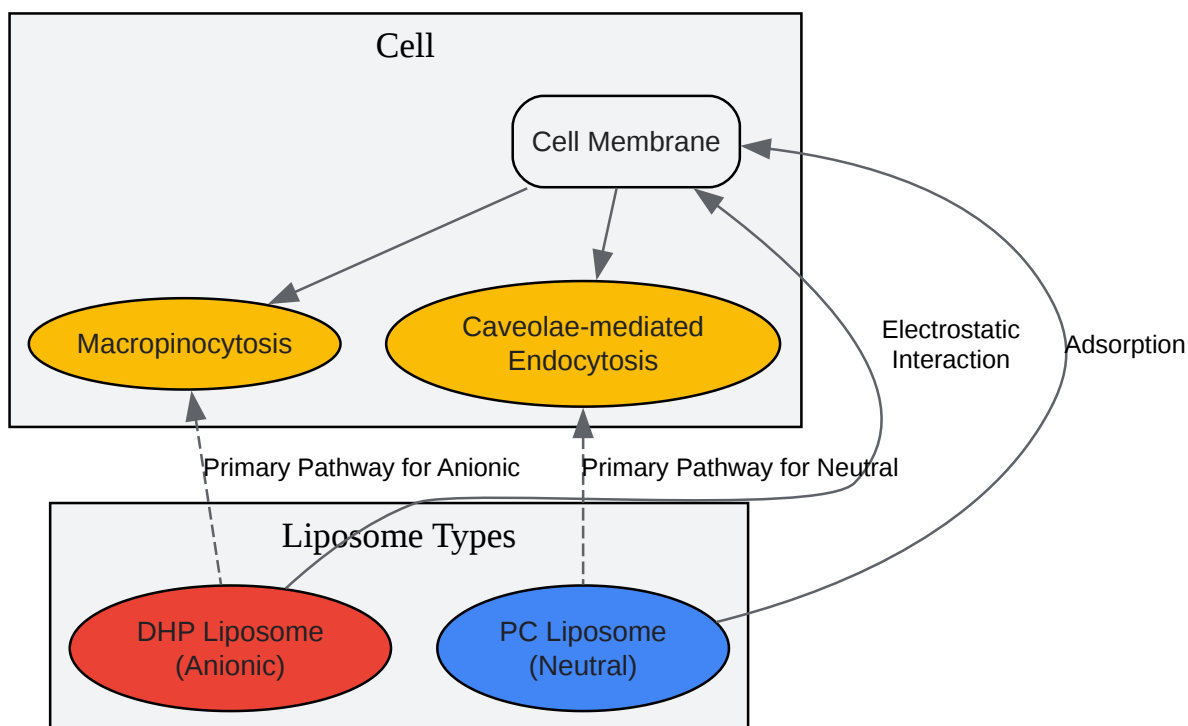 Cell
Cell Membrane
Macropinocytosis
Caveolae-mediated
Endocytosis
Electrostatic
Interaction
Adsorption
Primary Pathway for Anionic
Primary Pathway for Neutral
Liposome Types
DHP Liposome
(Anionic)
PC Liposome
(Neutral)